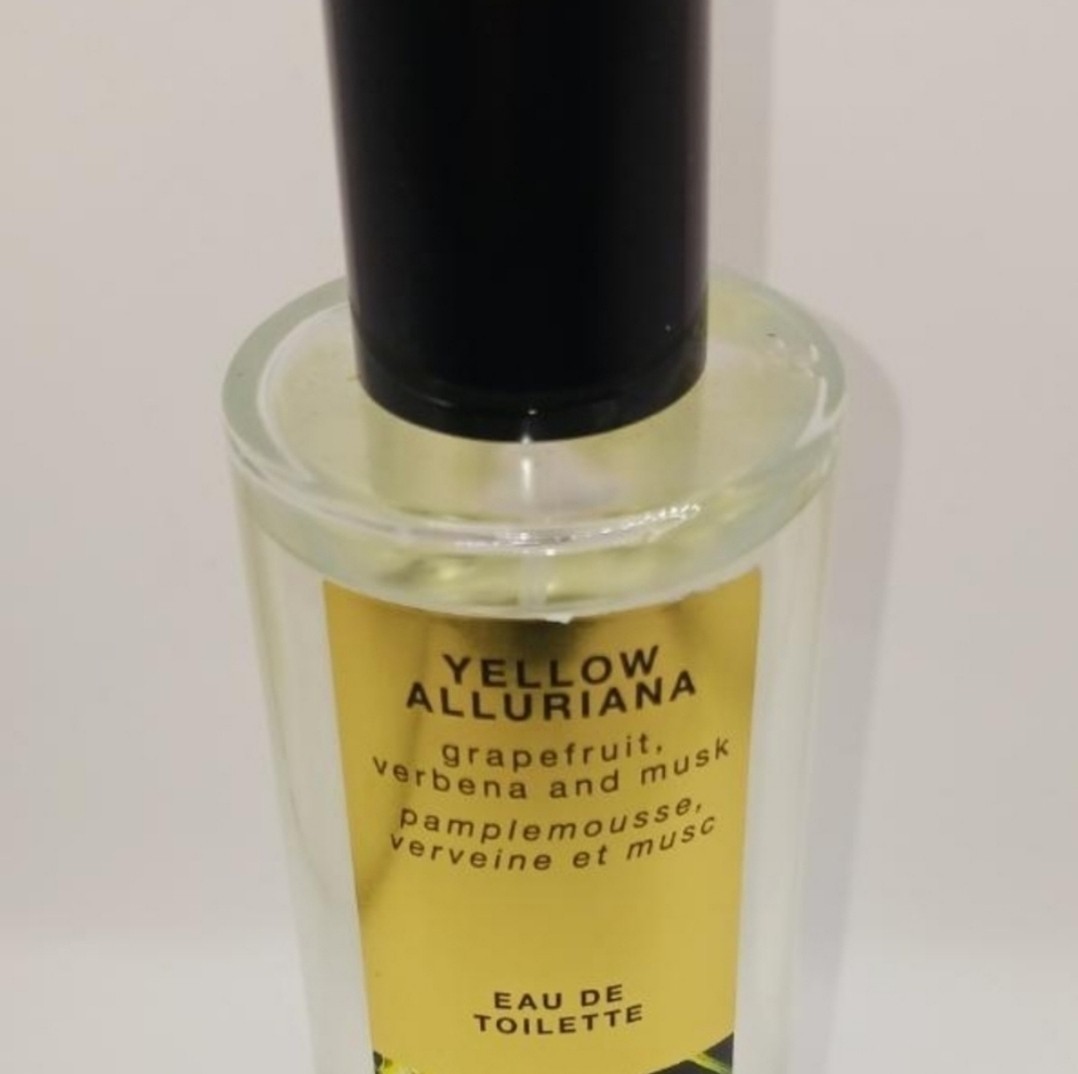 YELLOW
ALLURIANA
grapefruit,
verbena and musk
pamplemousse,
verveine et musc
EAU DE
TOILETTE